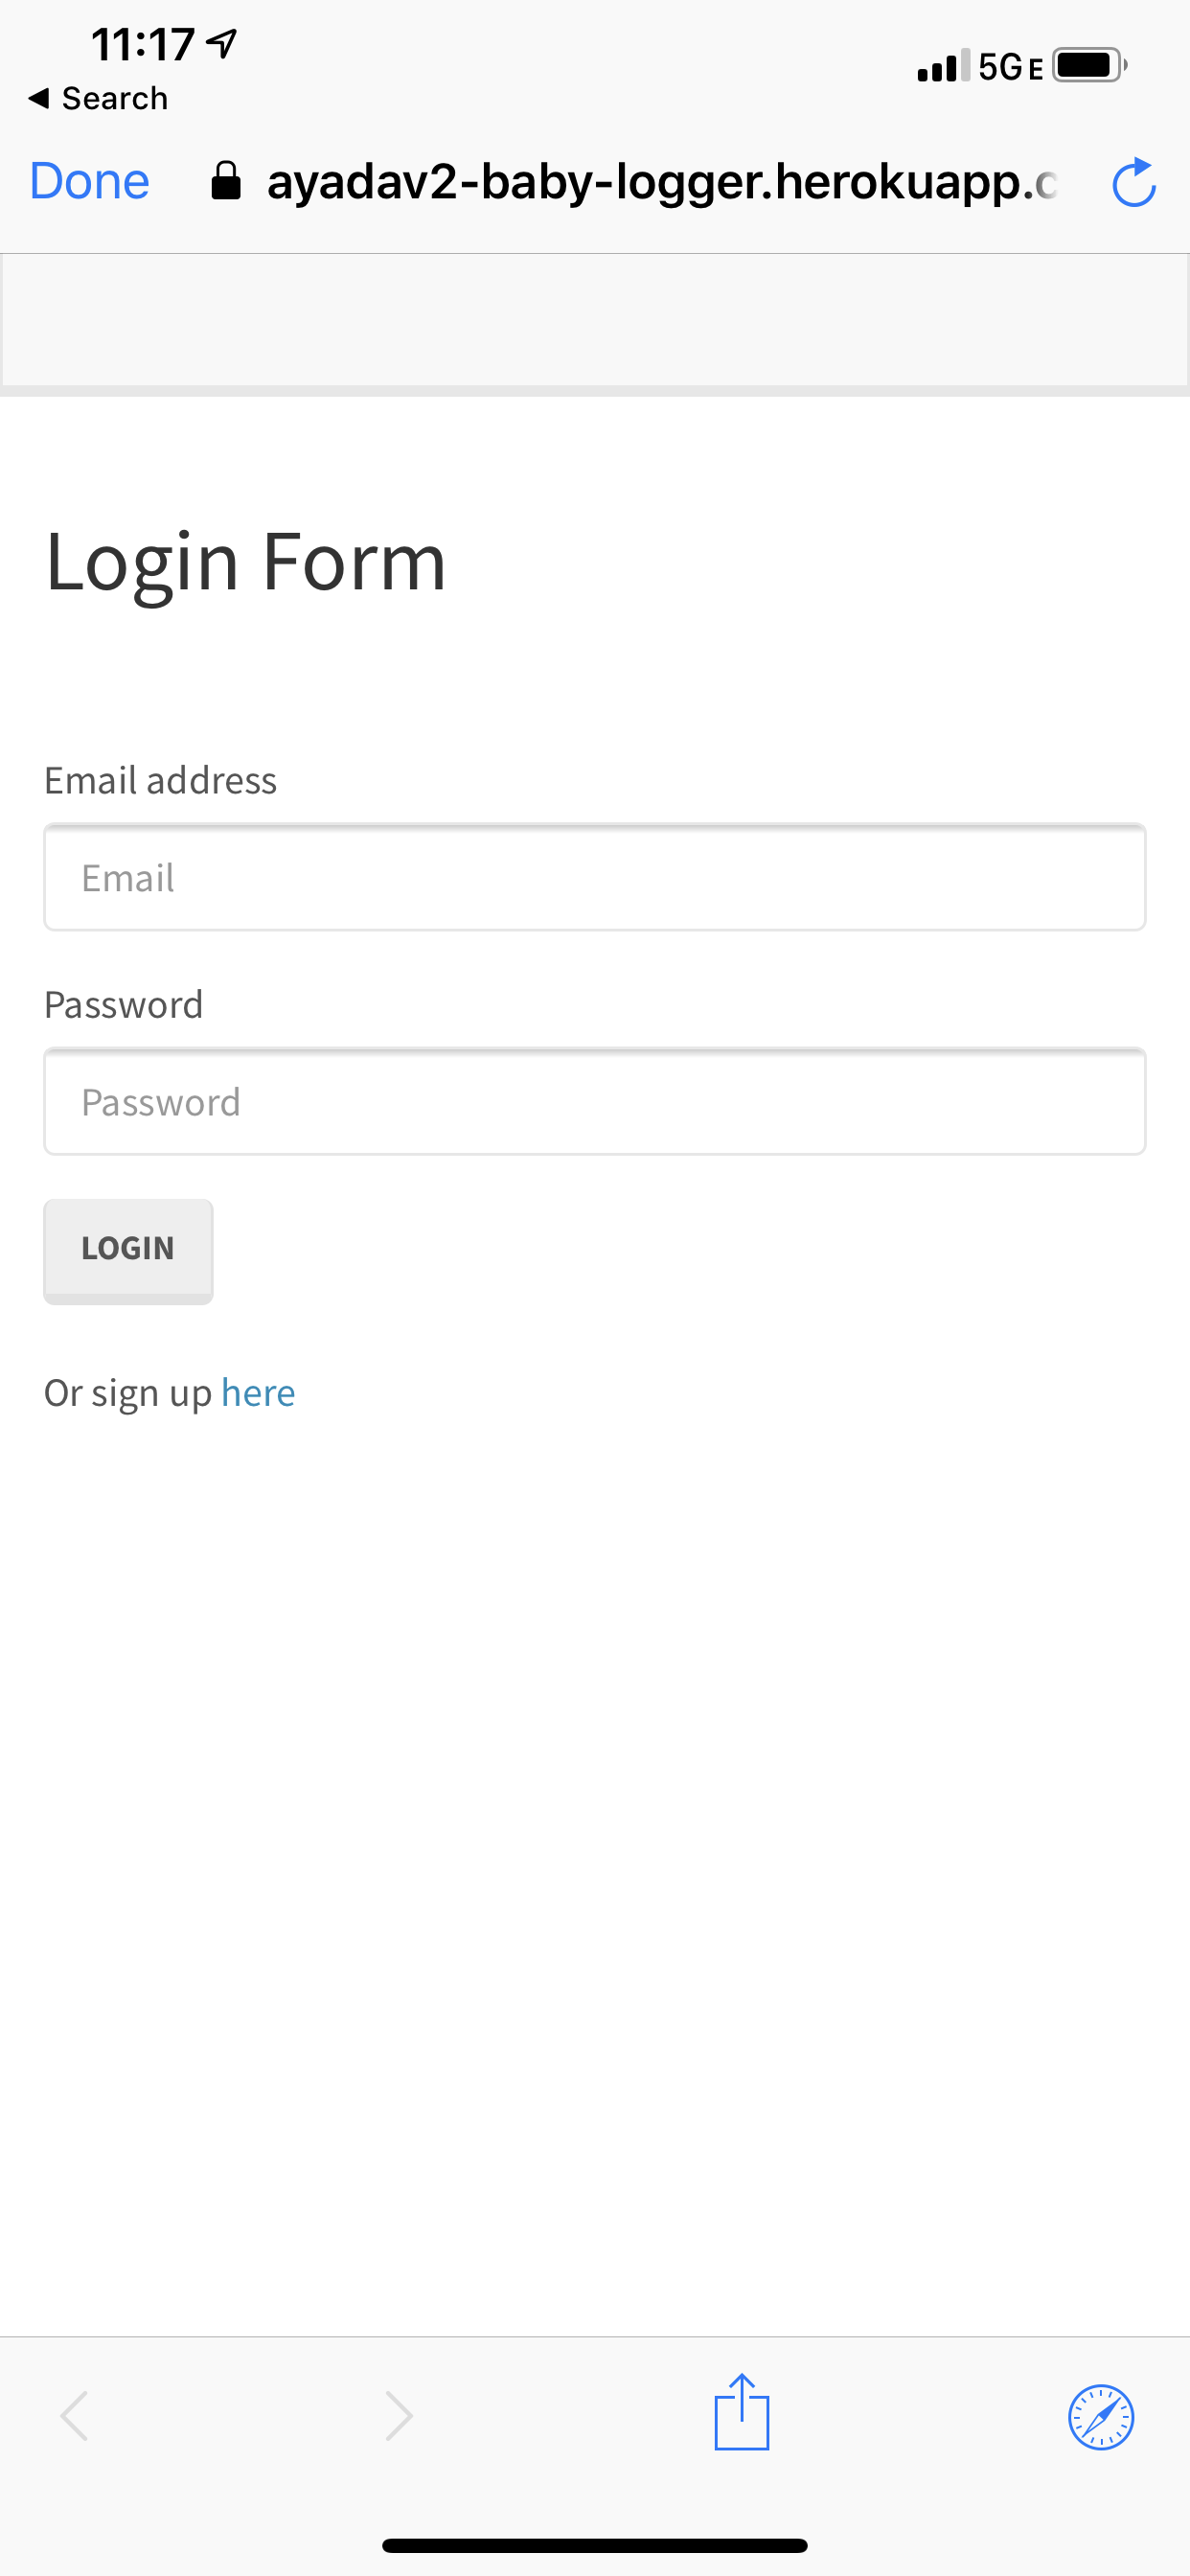 11:17
5G E
Search
Done
ayadav2-baby-logger.herokuapp.c
Login Form
Email address
Email
Password
Password
LOGIN
Or sign up here